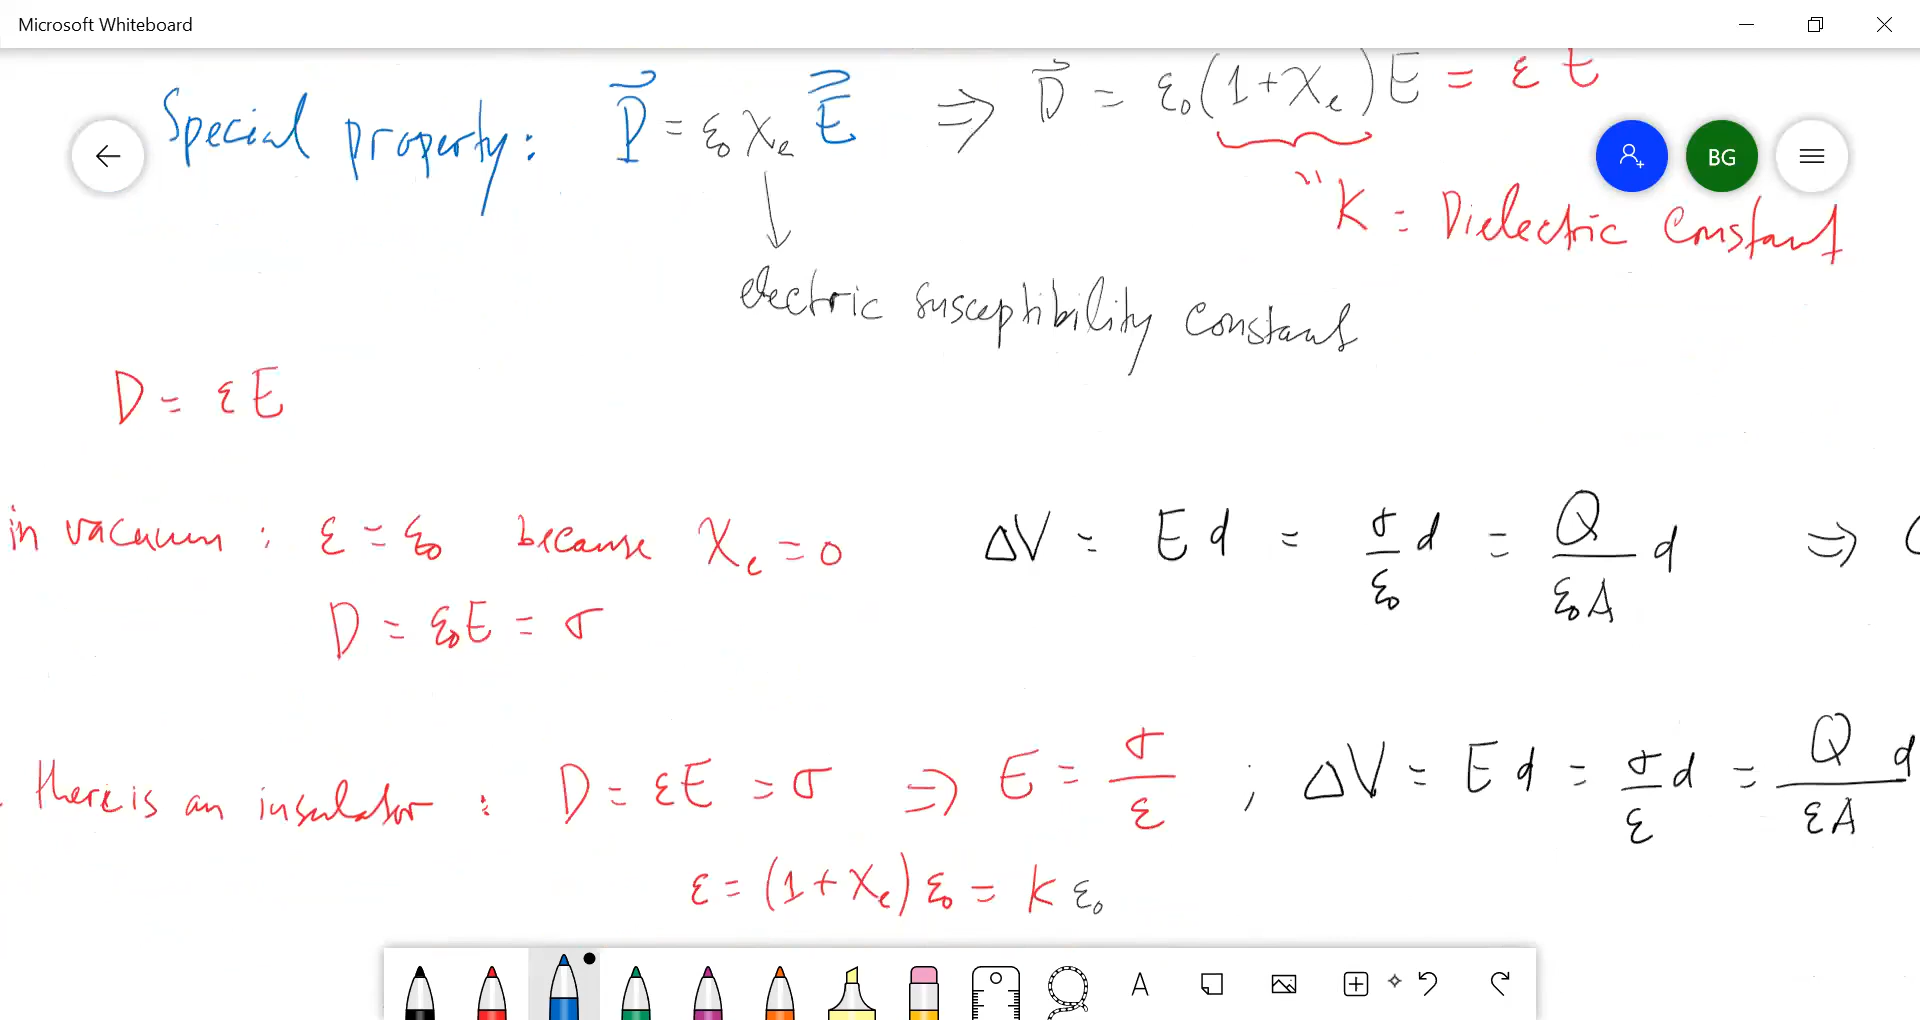 Microsoft Whiteboard
Special property: P⃗ = ε₀ χₑ E⃗ ⇒ D⃗ = ε₀(1+χₑ)E = ε E
BG
"K = Dielectric Constant
electric susceptibility constant
D = εE
in vacuum : ε = ε₀ because χₑ = 0 ΔV = Ed = σ/ε₀ d = Q/ε₀A d ⇒
D = ε₀E = σ
there is an insulator : D = εE = σ ⇒ E = σ/ε ; ΔV = Ed = σ/ε d = Q d/εA
ε = (1+χₑ) ε₀ = K ε₀
A